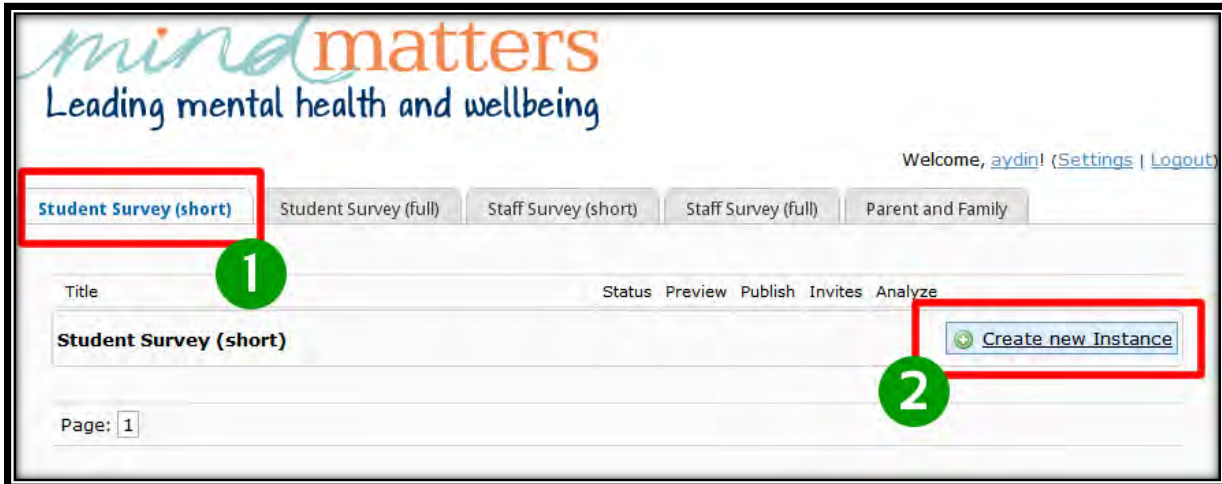 mindmatters
Leading mental health and wellbeing
Welcome, aydin! (Settings | Logout)
Student Survey (short) Student Survey (full) Staff Survey (short) Staff Survey (full) Parent and Family
1
Title Status Preview Publish Invites Analyze
Student Survey (short) Create new Instance
2
Page: 1